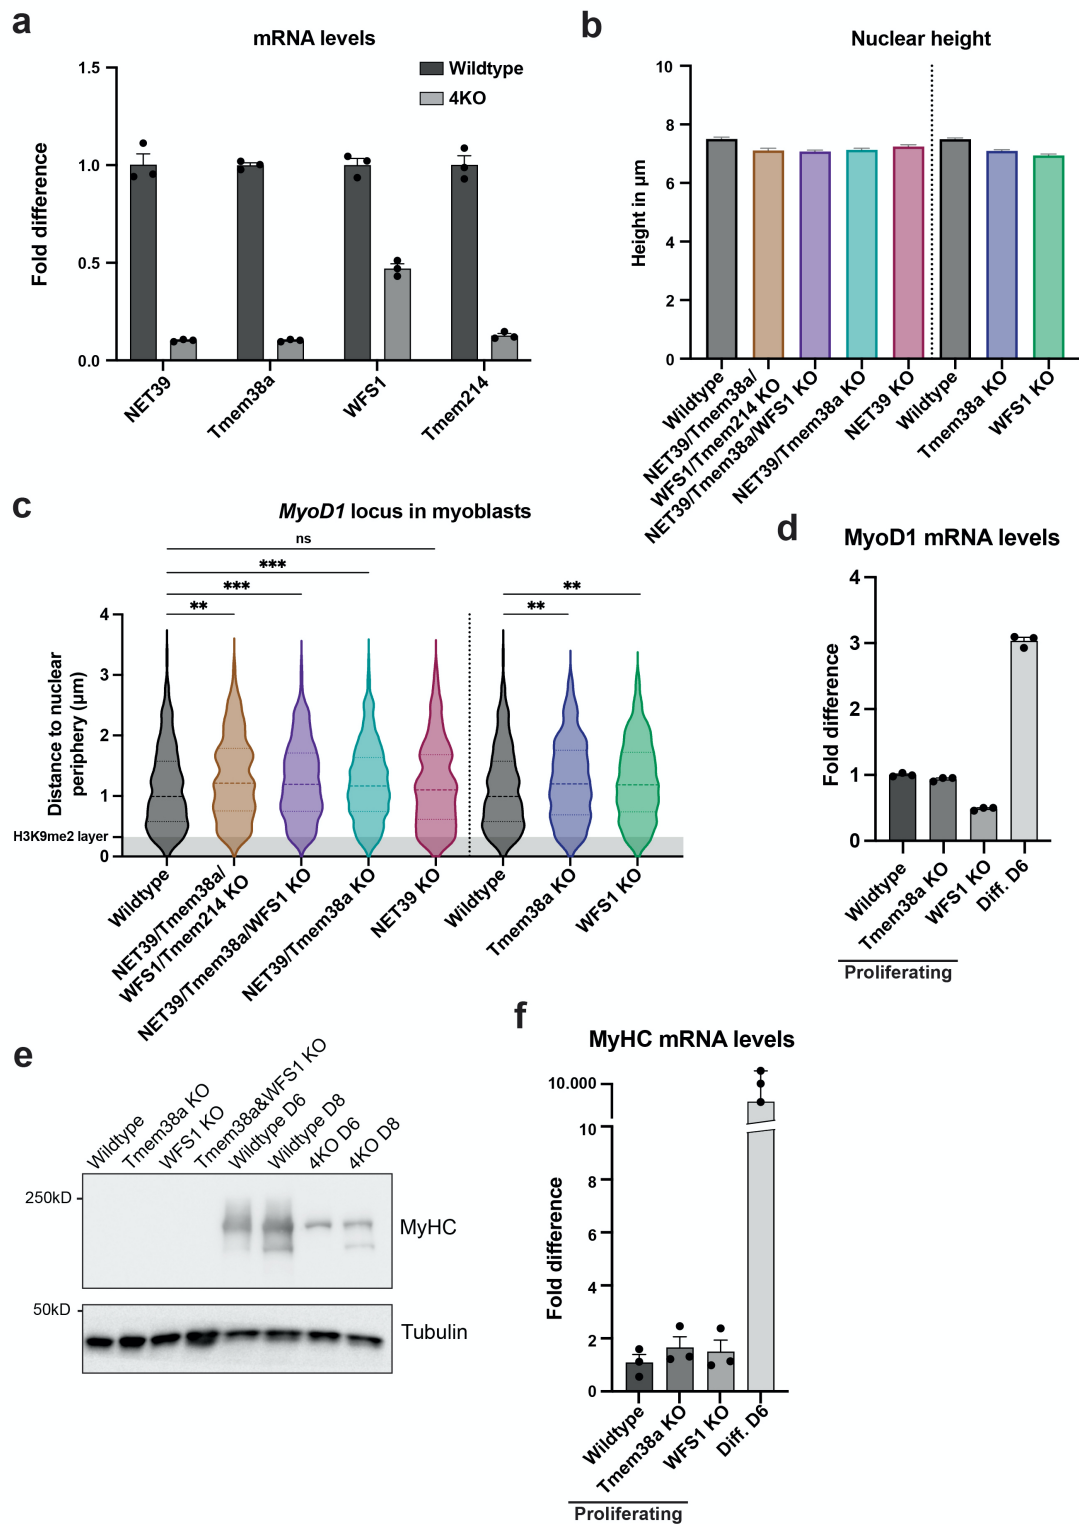 a
mRNA levels
Wildtype
4KO
Fold difference
1.5
1.0
0.5
0.0
NET39
Tmem38a
WFS1
Tmem214
b
Nuclear height
Height in µm
10
8
6
4
2
0
Wildtype
NET39/Tmem38a/
WFS1/Tmem214 KO
NET39/Tmem38a/WFS1 KO
NET39/Tmem38a KO
NET39 KO
Wildtype
Tmem38a KO
WFS1 KO
c
MyoD1 locus in myoblasts
ns
***
***
**
**
**
Distance to nuclear
periphery (µm)
4
3
2
1
H3K9me2 layer
0
Wildtype
NET39/Tmem38a/
WFS1/Tmem214 KO
NET39/Tmem38a/WFS1 KO
NET39/Tmem38a KO
NET39 KO
Wildtype
Tmem38a KO
WFS1 KO
d
MyoD1 mRNA levels
Fold difference
4
3
2
1
0
Wildtype
Tmem38a KO
WFS1 KO
Diff. D6
Proliferating
e
Wildtype
Tmem38a KO
WFS1 KO
Tmem38a&WFS1 KO
Wildtype D6
Wildtype D8
4KO D6
4KO D8
250kD
MyHC
50kD
Tubulin
f
MyHC mRNA levels
Fold difference
10.000
10
8
6
4
2
0
Wildtype
Tmem38a KO
WFS1 KO
Diff. D6
Proliferating